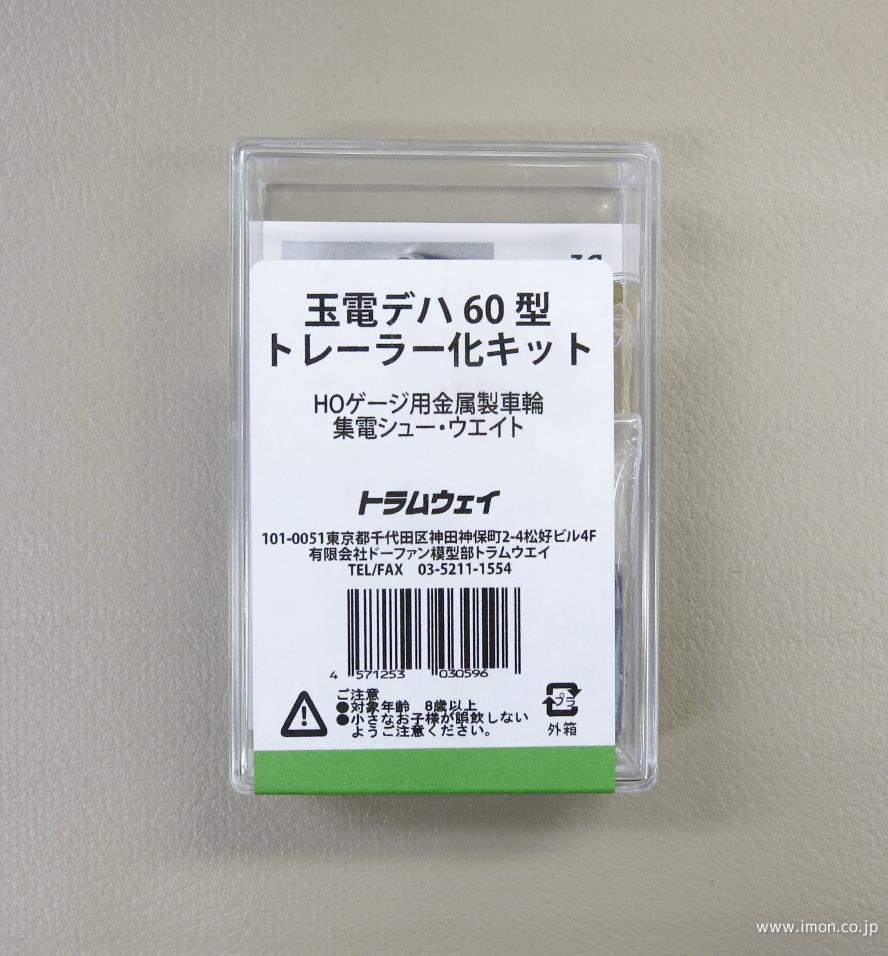 玉電デハ 60 型
トレーラー化キット
HOゲージ用金属製車輪
集電シュー・ウエイト
トラムウェイ
101-0051東京都千代田区神田神保町2-4松好ビル4F
有限会社ドーファン模型部トラムウエイ
TEL/FAX 03-5211-1554
4 571253 030596
ご注意
●対象年齢 8歳以上
●小さなお子様が誤飲しない
ようご注意ください。
プラ
外箱
www.imon.co.jp